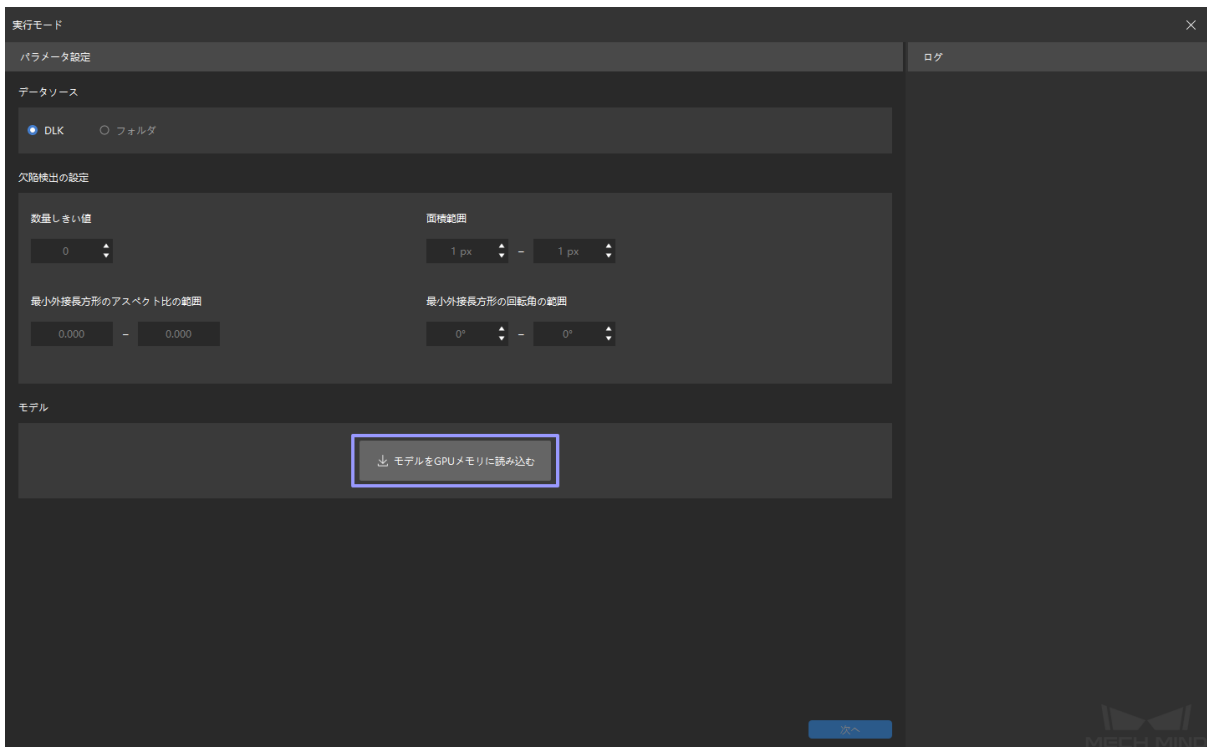 実行モード
パラメータ設定
ログ
データソース
DLK フォルダ
欠陥検出の設定
数量しきい値 面積範囲
0 1 px – 1 px
最小外接長方形のアスペクト比の範囲 最小外接長方形の回転角の範囲
0.000 – 0.000 0° – 0°
モデル
モデルをGPUメモリに読み込む
次へ
MECH MIND